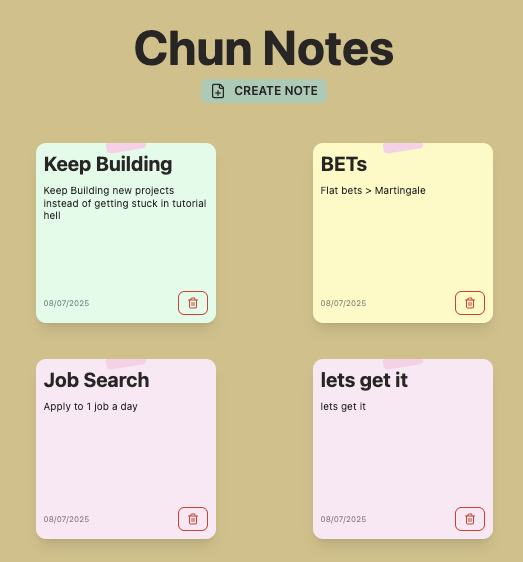 Chun Notes
CREATE NOTE
Keep Building
Keep Building new projects
instead of getting stuck in tutorial
hell
08/07/2025
BETs
Flat bets > Martingale
08/07/2025
Job Search
Apply to 1 job a day
08/07/2025
lets get it
lets get it
08/07/2025